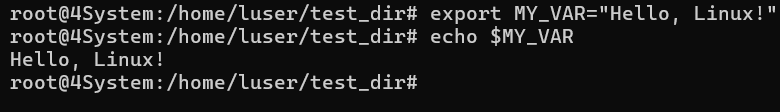 root@4System:/home/luser/test_dir# export MY_VAR="Hello, Linux!"
root@4System:/home/luser/test_dir# echo $MY_VAR
Hello, Linux!
root@4System:/home/luser/test_dir#